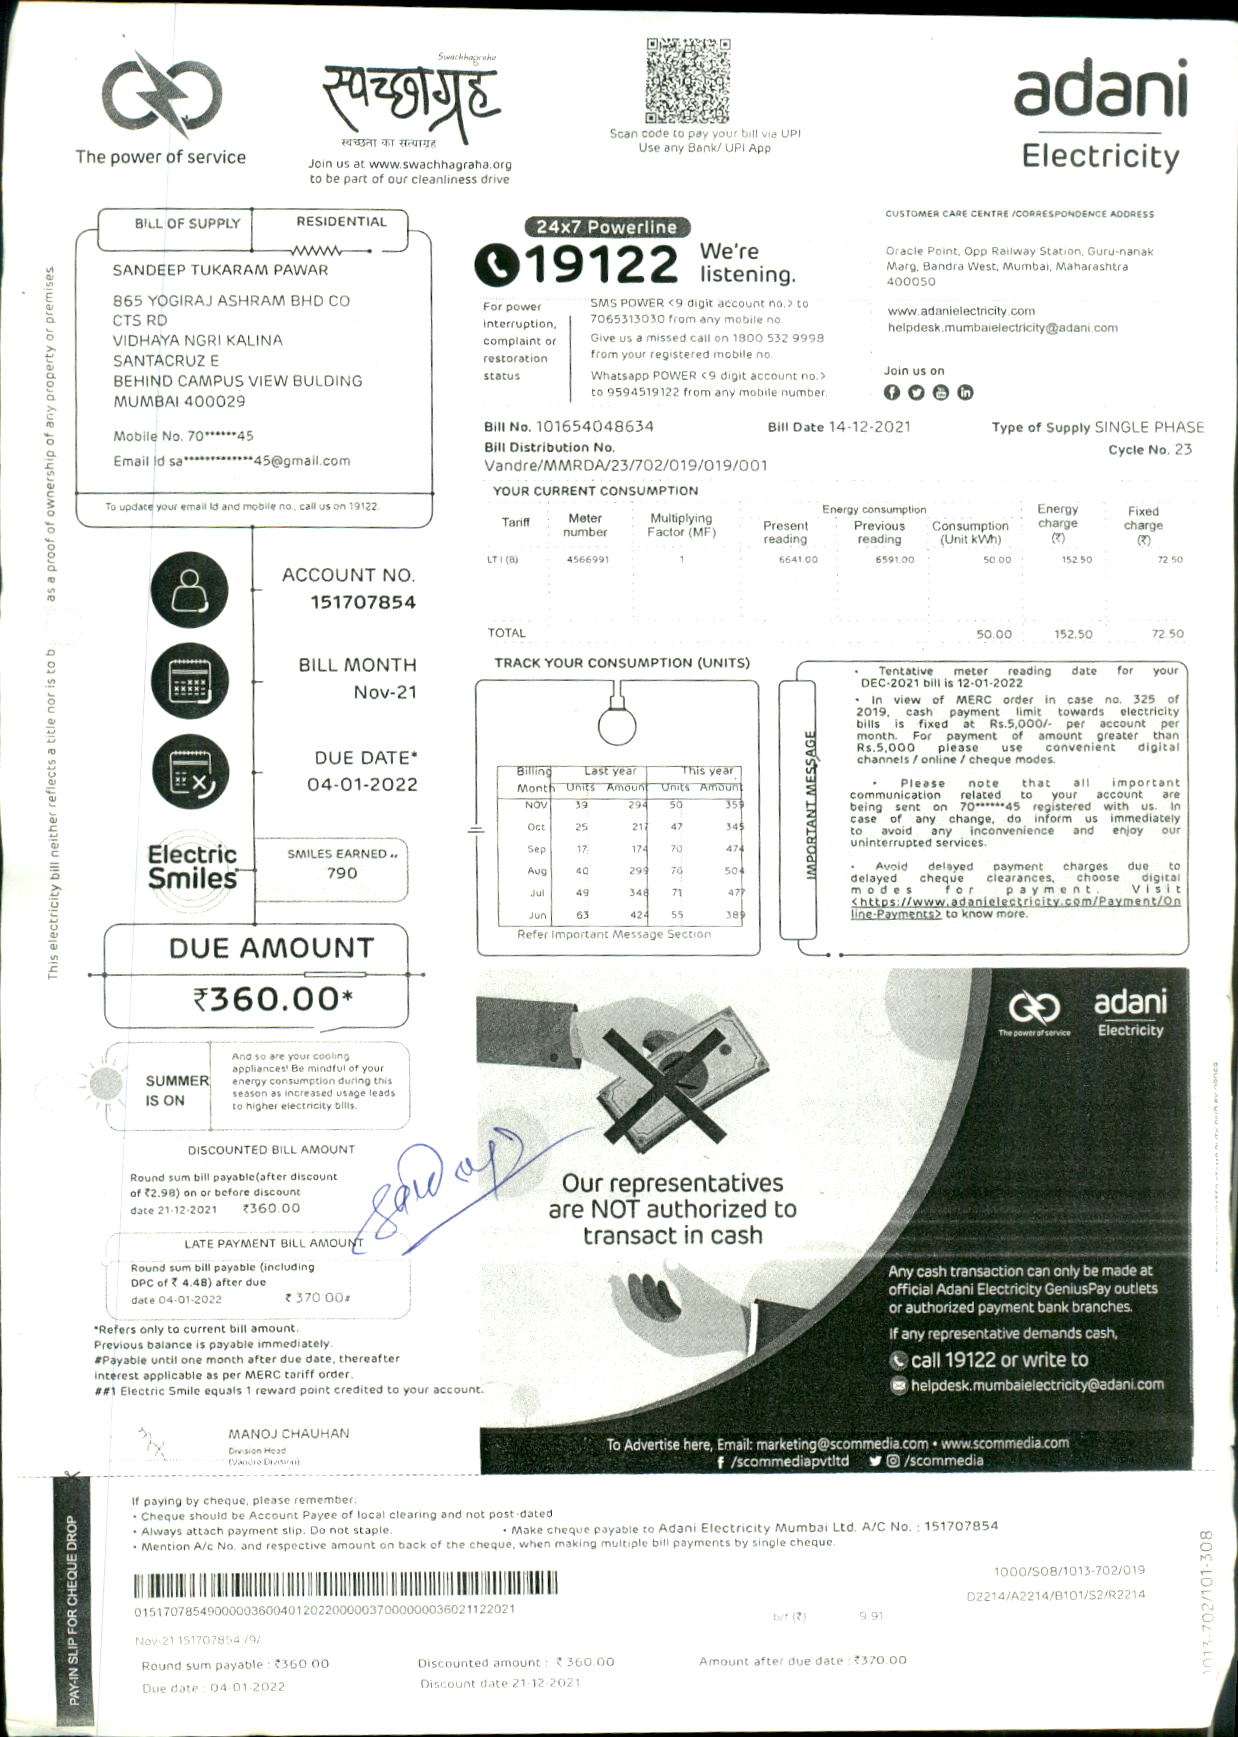 The power of service
Swachhagraha
स्वच्छाग्रह
स्वच्छता का सत्याग्रह
Join us at www.swachhagraha.org
to be part of our cleanliness drive
Scan code to pay your bill via UPI
Use any Bank/ UPI App
adani
Electricity
BILL OF SUPPLY RESIDENTIAL
SANDEEP TUKARAM PAWAR
865 YOGIRAJ ASHRAM BHD CO
CTS RD
VIDHAYA NGRI KALINA
SANTACRUZ E
BEHIND CAMPUS VIEW BULDING
MUMBAI 400029
Mobile No. 70******45
Email Id sa*************45@gmail.com
To update your email Id and mobile no., call us on 19122.
24x7 Powerline
19122 We're
listening.
For power
interruption,
complaint or
restoration
status
SMS POWER <9 digit account no.> to
7065313030 from any mobile no
Give us a missed call on 1800 532 9998
from your registered mobile no
Whatsapp POWER <9 digit account no.>
to 9594519122 from any mobile number.
CUSTOMER CARE CENTRE /CORRESPONDENCE ADDRESS
Oracle Point, Opp Railway Station, Guru-nanak
Marg, Bandra West, Mumbai, Maharashtra
400050
www.adanielectricity.com
helpdesk.mumbaielectricity@adani.com
Join us on
Bill No. 101654048634 Bill Date 14-12-2021 Type of Supply SINGLE PHASE
Bill Distribution No. Cycle No. 23
Vandre/MMRDA/23/702/019/019/001
YOUR CURRENT CONSUMPTION
Tariff Meter number Multiplying Factor (MF) Energy consumption Present reading Previous reading Consumption (Unit kWh) Energy charge (₹) Fixed charge (₹)
LT I (B) 4566991 1 6641.00 6591.00 50.00 152.50 72.50
TOTAL 50.00 152.50 72.50
ACCOUNT NO.
151707854
BILL MONTH
Nov-21
DUE DATE*
04-01-2022
Electric
Smiles
SMILES EARNED
790
DUE AMOUNT
₹360.00*
TRACK YOUR CONSUMPTION (UNITS)
Billing Last year This year
Month Units Amount Units Amount
NOV 39 294 50 359
Oct 25 217 47 345
Sep 17 174 70 474
Aug 40 299 76 504
Jul 49 348 71 477
Jun 63 424 55 389
Refer Important Message Section
IMPORTANT MESSAGE
• Tentative meter reading date for your
DEC-2021 bill is 12-01-2022
• In view of MERC order in case no. 325 of
2019, cash payment limit towards electricity
bills is fixed at Rs.5,000/- per account per
month. For payment of amount greater than
Rs.5,000 please use convenient digital
channels / online / cheque modes.
• Please note that all important
communication related to your account are
being sent on 70******45 registered with us. In
case of any change, do inform us immediately
to avoid any inconvenience and enjoy our
uninterrupted services.
• Avoid delayed payment charges due to
delayed cheque clearances, choose digital
modes for payment. Visit
<https://www.adanielectricity.com/Payment/On
line-Payments> to know more.
SUMMER
IS ON
And so are your cooling
appliances! Be mindful of your
energy consumption during this
season as increased usage leads
to higher electricity bills.
DISCOUNTED BILL AMOUNT
Round sum bill payable(after discount
of ₹2.98) on or before discount
date 21-12-2021 ₹360.00
LATE PAYMENT BILL AMOUNT
Round sum bill payable (including
DPC of ₹ 4.48) after due
date 04-01-2022 ₹ 370.00#
*Refers only to current bill amount.
Previous balance is payable immediately.
#Payable until one month after due date, thereafter
interest applicable as per MERC tariff order.
##1 Electric Smile equals 1 reward point credited to your account.
MANOJ CHAUHAN
Division Head
(Vandre Division)
adani
Electricity
The power of service
Our representatives
are NOT authorized to
transact in cash
Any cash transaction can only be made at
official Adani Electricity GeniusPay outlets
or authorized payment bank branches.
If any representative demands cash,
call 19122 or write to
helpdesk.mumbaielectricity@adani.com
To Advertise here, Email: marketing@scommedia.com • www.scommedia.com
/scommediapvtltd /scommedia
This electricity bill neither reflects a title nor is to b as a proof of ownership of any property or premises.
PAY-IN SLIP FOR CHEQUE DROP
If paying by cheque, please remember:
• Cheque should be Account Payee of local clearing and not post-dated
• Always attach payment slip. Do not staple. • Make cheque payable to Adani Electricity Mumbai Ltd. A/C No. : 151707854
• Mention A/c No. and respective amount on back of the cheque, when making multiple bill payments by single cheque.
1000/S08/1013-702/019
D2214/A2214/B101/S2/R2214
0151707854900000360040120220000037000000036021122021
b/f (₹) 9.91
Nov-21 151707854 /9/
Round sum payable : ₹360.00 Discounted amount : ₹ 360.00 Amount after due date : ₹370.00
Due date : 04-01-2022 Discount date 21-12-2021
1013-702/101-308